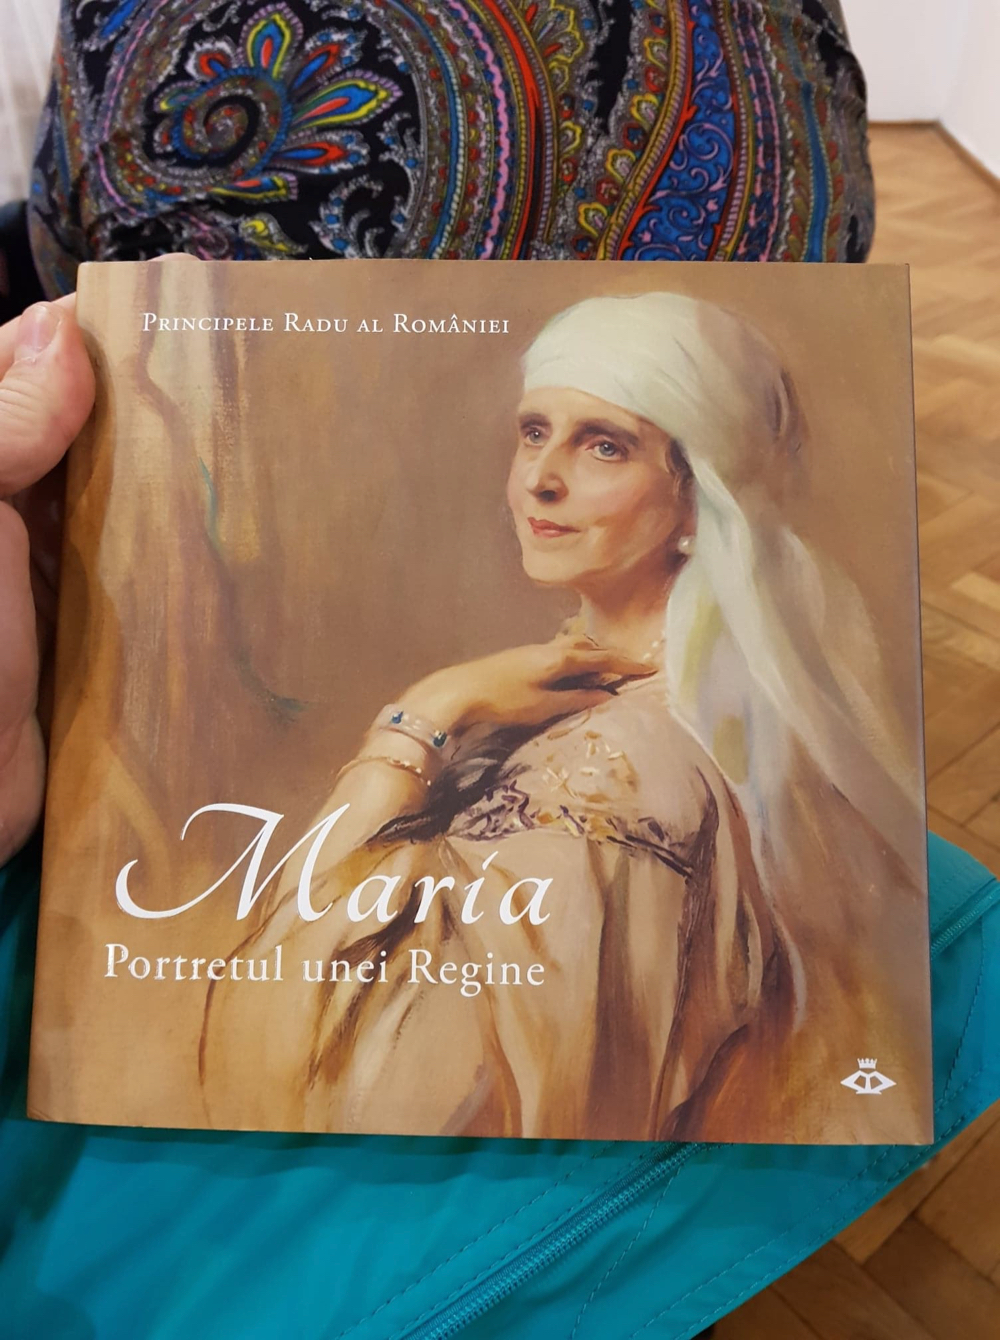 Principele Radu al României
Maria
Portretul unei Regine